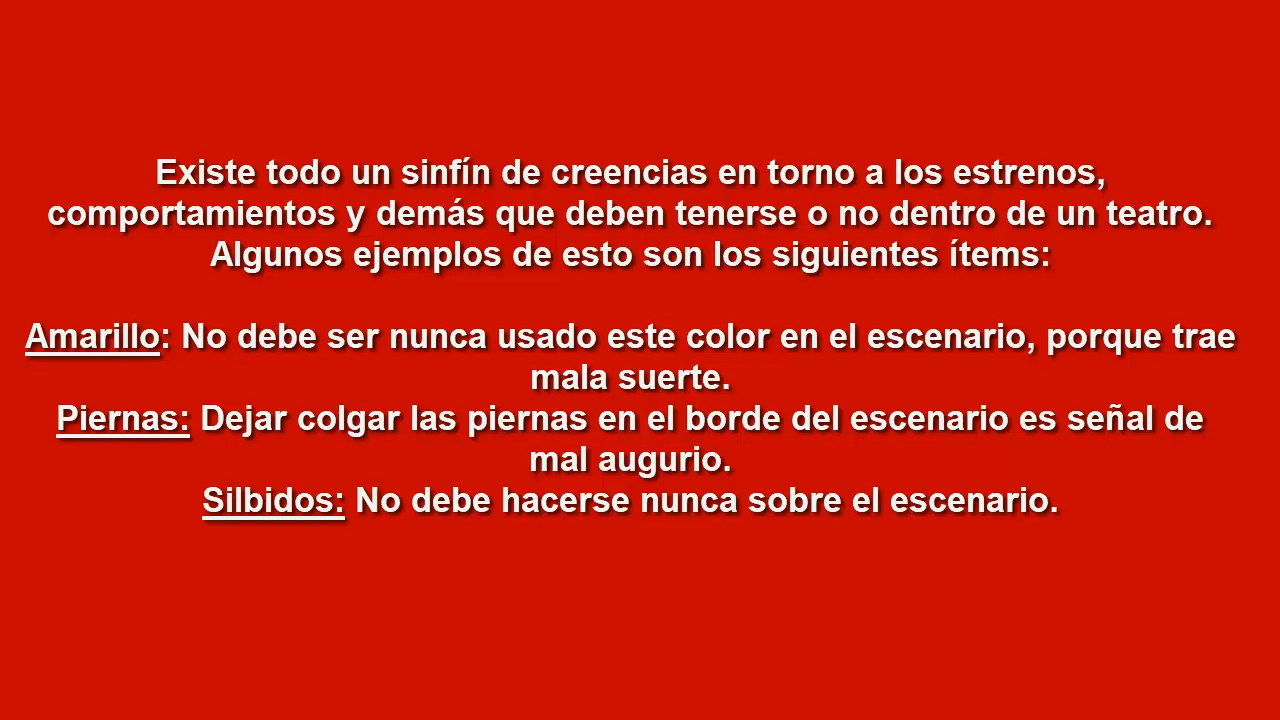 Existe todo un sinfín de creencias en torno a los estrenos,
comportamientos y demás que deben tenerse o no dentro de un teatro.
Algunos ejemplos de esto son los siguientes ítems:
Amarillo: No debe ser nunca usado este color en el escenario, porque trae
mala suerte.
Piernas: Dejar colgar las piernas en el borde del escenario es señal de
mal augurio.
Silbidos: No debe hacerse nunca sobre el escenario.